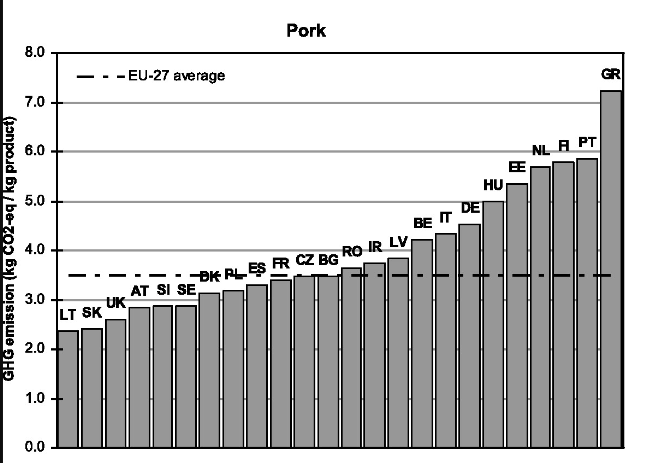 Pork
8.0
7.0
6.0
5.0
4.0
3.0
2.0
1.0
0.0
GHG emission (kg CO2-eq / kg product)
EU-27 average
LT
SK
UK
AT
SI
SE
DK
PL
ES
FR
CZ
BG
RO
IR
LV
BE
IT
DE
HU
EE
NL
FI
PT
GR